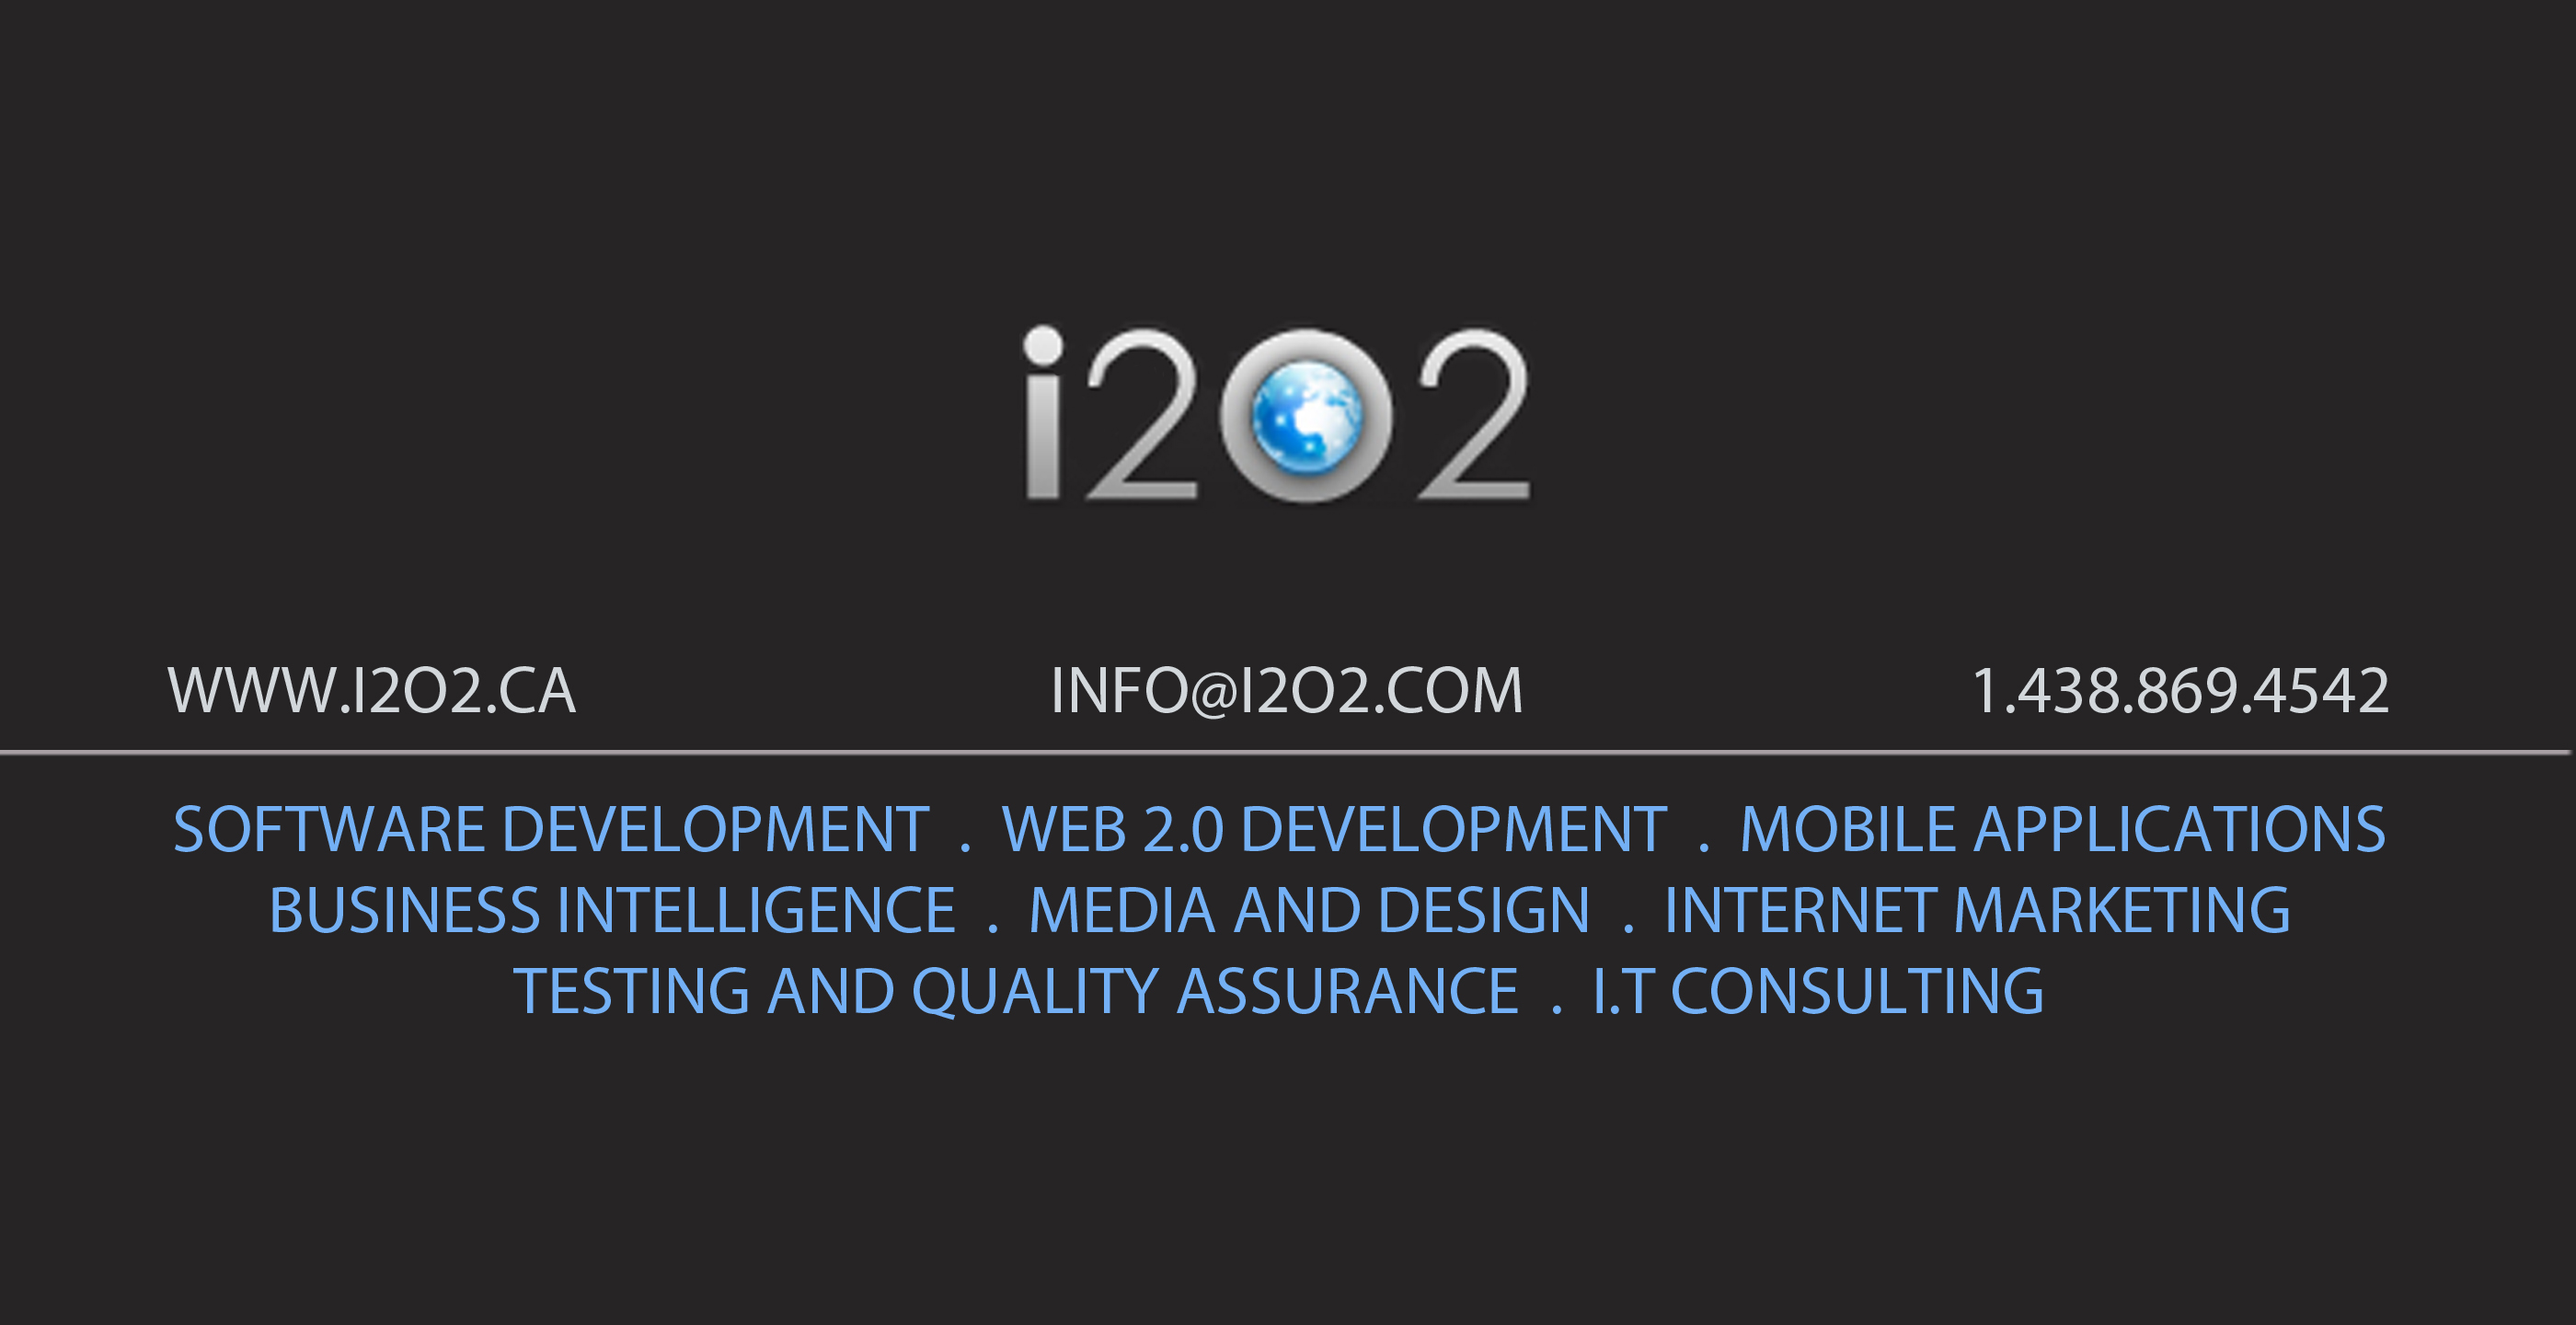 i2O2
WWW.I2O2.CA INFO@I2O2.COM 1.438.869.4542
SOFTWARE DEVELOPMENT . WEB 2.0 DEVELOPMENT . MOBILE APPLICATIONS
BUSINESS INTELLIGENCE . MEDIA AND DESIGN . INTERNET MARKETING
TESTING AND QUALITY ASSURANCE . I.T CONSULTING